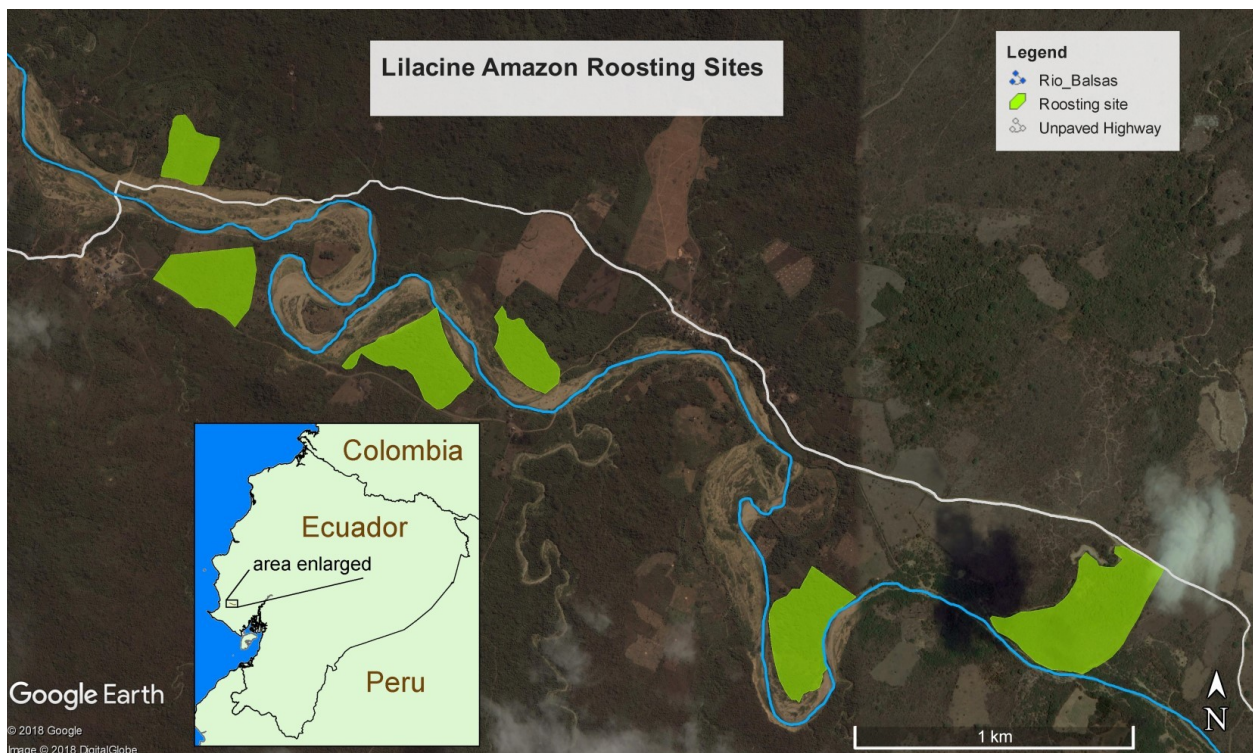 Lilacine Amazon Roosting Sites
Legend
Rio_Balsas
Roosting site
Unpaved Highway
Colombia
Ecuador
area enlarged
Peru
Google Earth
© 2018 Google
Image © 2018 DigitalGlobe
1 km
N